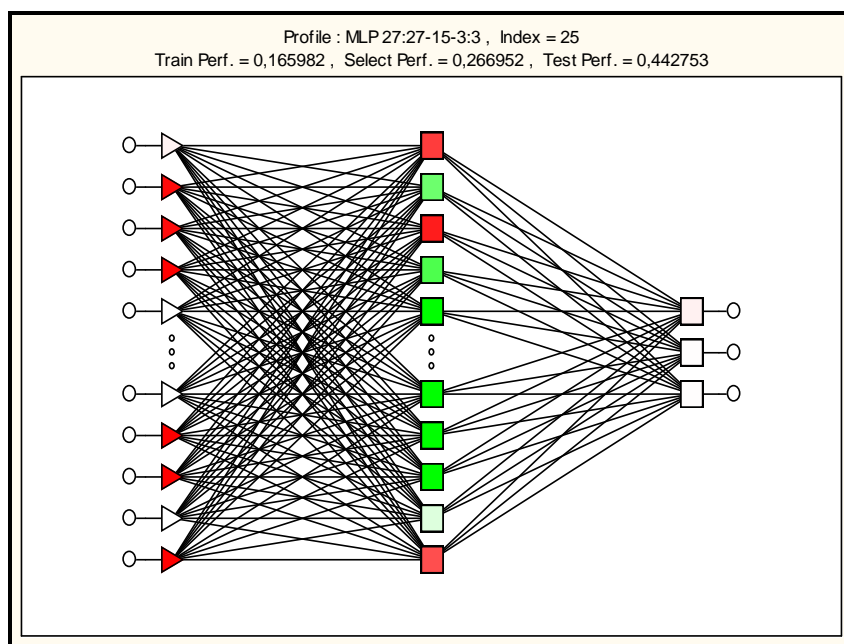 Profile : MLP 27:27-15-3:3 , Index = 25
Train Perf. = 0,165982 , Select Perf. = 0,266952 , Test Perf. = 0,442753